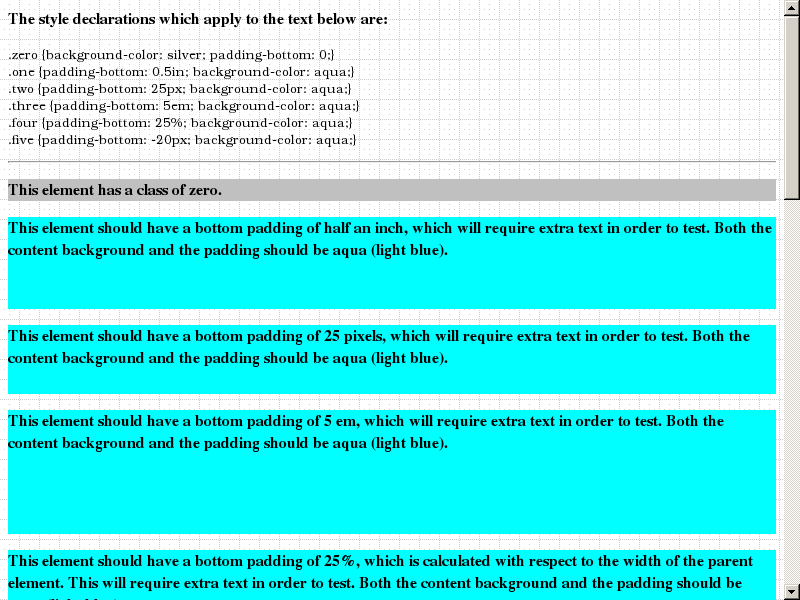 The style declarations which apply to the text below are:
.zero {background-color: silver; padding-bottom: 0;}
.one {padding-bottom: 0.5in; background-color: aqua;}
.two {padding-bottom: 25px; background-color: aqua;}
.three {padding-bottom: 5em; background-color: aqua;}
.four {padding-bottom: 25%; background-color: aqua;}
.five {padding-bottom: -20px; background-color: aqua;}
This element has a class of zero.
This element should have a bottom padding of half an inch, which will require extra text in order to test. Both the
content background and the padding should be aqua (light blue).
This element should have a bottom padding of 25 pixels, which will require extra text in order to test. Both the
content background and the padding should be aqua (light blue).
This element should have a bottom padding of 5 em, which will require extra text in order to test. Both the
content background and the padding should be aqua (light blue).
This element should have a bottom padding of 25%, which is calculated with respect to the width of the parent
element. This will require extra text in order to test. Both the content background and the padding should be